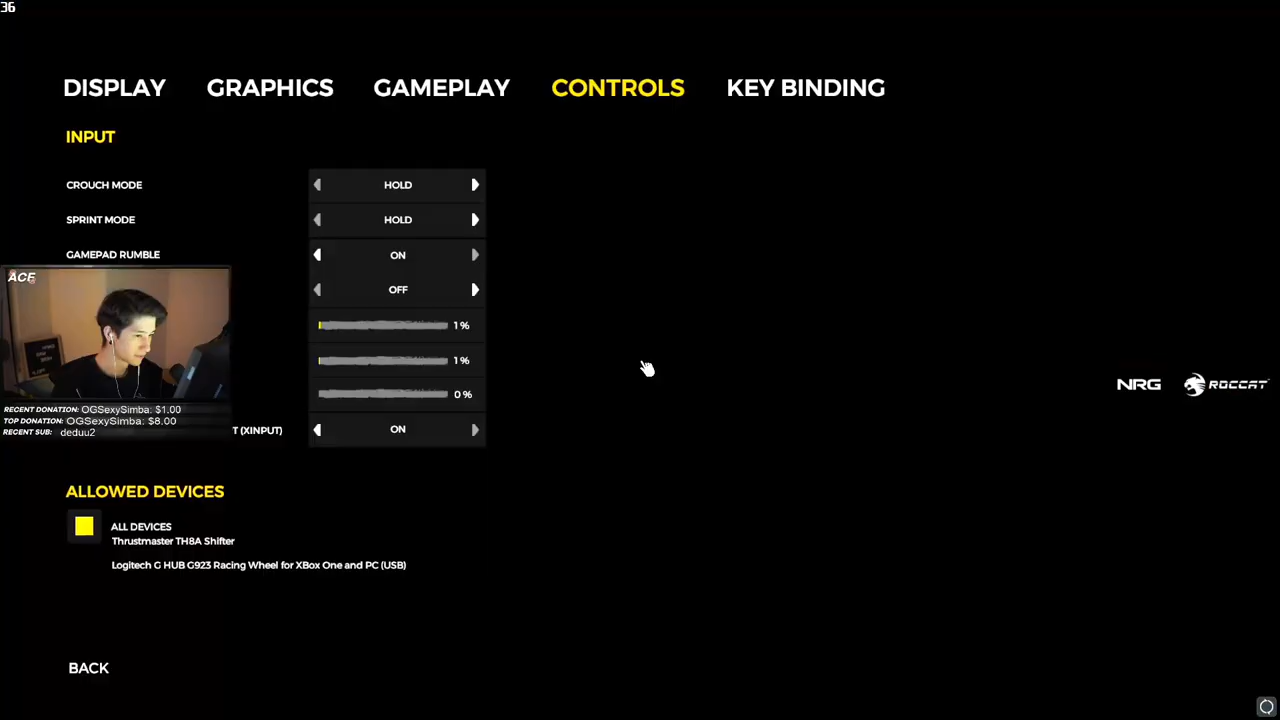 36
DISPLAY GRAPHICS GAMEPLAY CONTROLS KEY BINDING
INPUT
CROUCH MODE HOLD
SPRINT MODE HOLD
GAMEPAD RUMBLE ON
OFF
1 %
1 %
0 %
T (XINPUT) ON
ACE
RECENT DONATION: OGSexySimba: $1.00
TOP DONATION: OGSexySimba: $8.00
RECENT SUB: deduu2
NRG ROCCAT
ALLOWED DEVICES
ALL DEVICES
Thrustmaster TH8A Shifter
Logitech G HUB G923 Racing Wheel for XBox One and PC (USB)
BACK